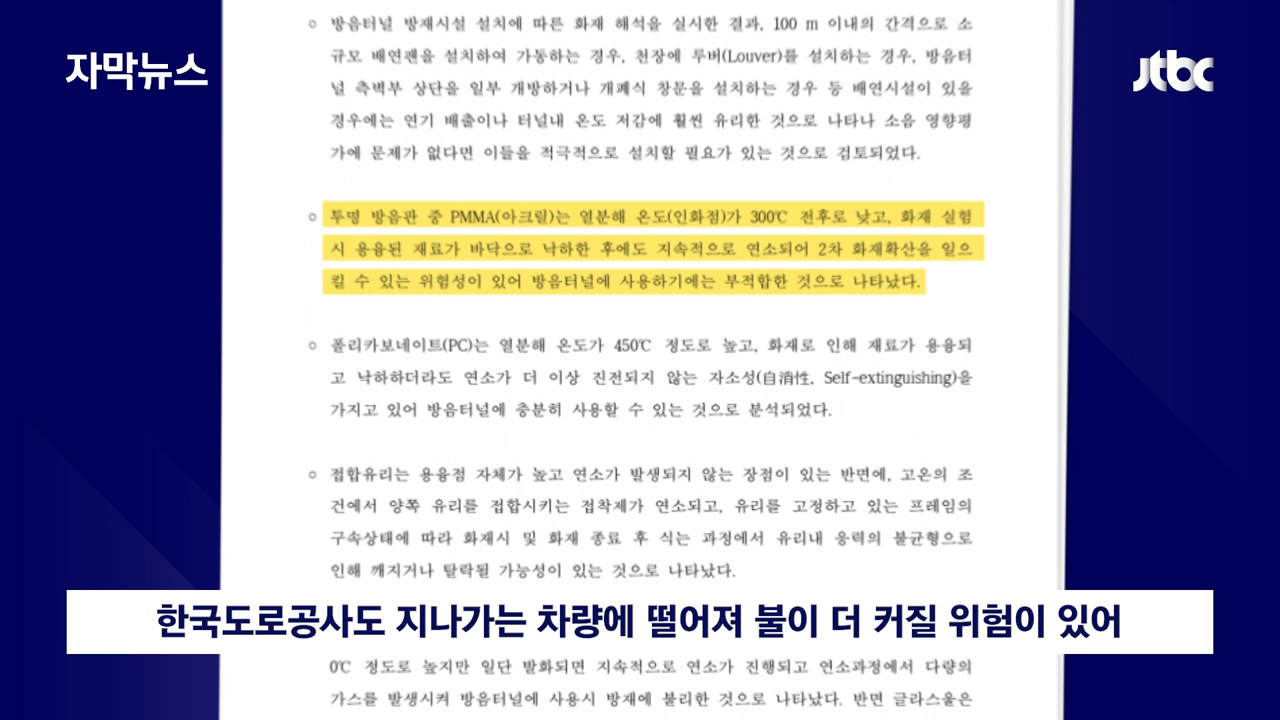 자막뉴스
jtbc
○ 방음터널 방재시설 설치에 따른 화재 해석을 실시한 결과, 100 m 이내의 간격으로 소
규모 배연팬을 설치하여 가동하는 경우, 천장에 루버(Louver)를 설치하는 경우, 방음터
널 측벽부 상단을 일부 개방하거나 개폐식 창문을 설치하는 경우 등 배연시설이 있을
경우에는 연기 배출이나 터널내 온도 저감에 훨씬 유리한 것으로 나타나 소음 영향평
가에 문제가 없다면 이들을 적극적으로 설치할 필요가 있는 것으로 검토되었다.
○ 투명 방음판 중 PMMA(아크릴)는 열분해 온도(인화점)가 300℃ 전후로 낮고, 화재 실험
시 용융된 재료가 바닥으로 낙하한 후에도 지속적으로 연소되어 2차 화재확산을 일으
킬 수 있는 위험성이 있어 방음터널에 사용하기에는 부적합한 것으로 나타났다.
○ 폴리카보네이트(PC)는 열분해 온도가 450℃ 정도로 높고, 화재로 인해 재료가 용융되
고 낙하하더라도 연소가 더 이상 진전되지 않는 자소성(自消性, Self-extinguishing)을
가지고 있어 방음터널에 충분히 사용할 수 있는 것으로 분석되었다.
○ 접합유리는 용융점 자체가 높고 연소가 발생되지 않는 장점이 있는 반면에, 고온의 조
건에서 양쪽 유리를 접합시키는 접착제가 연소되고, 유리를 고정하고 있는 프레임의
구속상태에 따라 화재시 및 화재 종료 후 식는 과정에서 유리내 응력의 불균형으로
인해 깨지거나 탈락될 가능성이 있는 것으로 나타났다.
한국도로공사도 지나가는 차량에 떨어져 불이 더 커질 위험이 있어
0℃ 정도로 높지만 일단 발화되면 지속적으로 연소가 진행되고 연소과정에서 다량의
가스를 발생시켜 방음터널에 사용시 방재에 불리한 것으로 나타났다. 반면 글라스울은